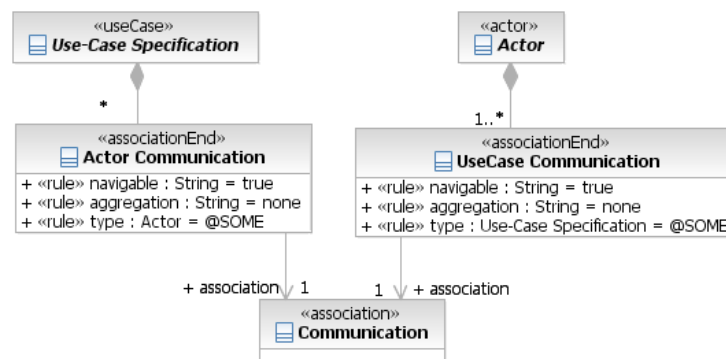 «useCase»
Use-Case Specification
«actor»
Actor
*
1..*
«associationEnd»
Actor Communication
+ «rule» navigable : String = true
+ «rule» aggregation : String = none
+ «rule» type : Actor = @SOME
«associationEnd»
UseCase Communication
+ «rule» navigable : String = true
+ «rule» aggregation : String = none
+ «rule» type : Use-Case Specification = @SOME
+ association 1
1 + association
«association»
Communication